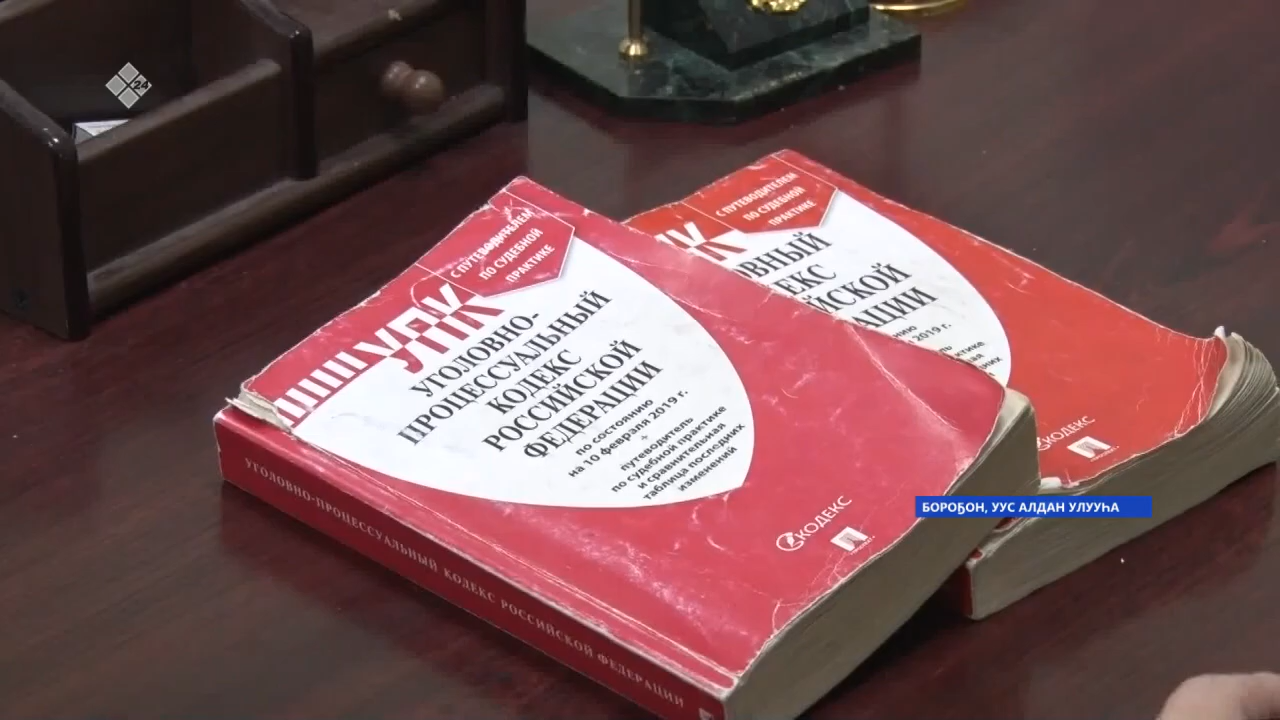 24
С ПУТЕВОДИТЕЛЕМ
ПО СУДЕБНОЙ
ПРАКТИКЕ
УПК
УГОЛОВНО-
ПРОЦЕССУАЛЬНЫЙ
КОДЕКС
РОССИЙСКОЙ
ФЕДЕРАЦИИ
по состоянию
на 10 февраля 2019 г.
+
путеводитель
по судебной практике
и сравнительная
таблица последних
изменений
КОДЕКС
УГОЛОВНО-ПРОЦЕССУАЛЬНЫЙ КОДЕКС РОССИЙСКОЙ ФЕДЕРАЦИИ
С ПУТЕВОДИТЕЛЕМ
ПО СУДЕБНОЙ
ПРАКТИКЕ
2019 г.
КОДЕКС
БОРОҔОН, УУС АЛДАН УЛУУҺА